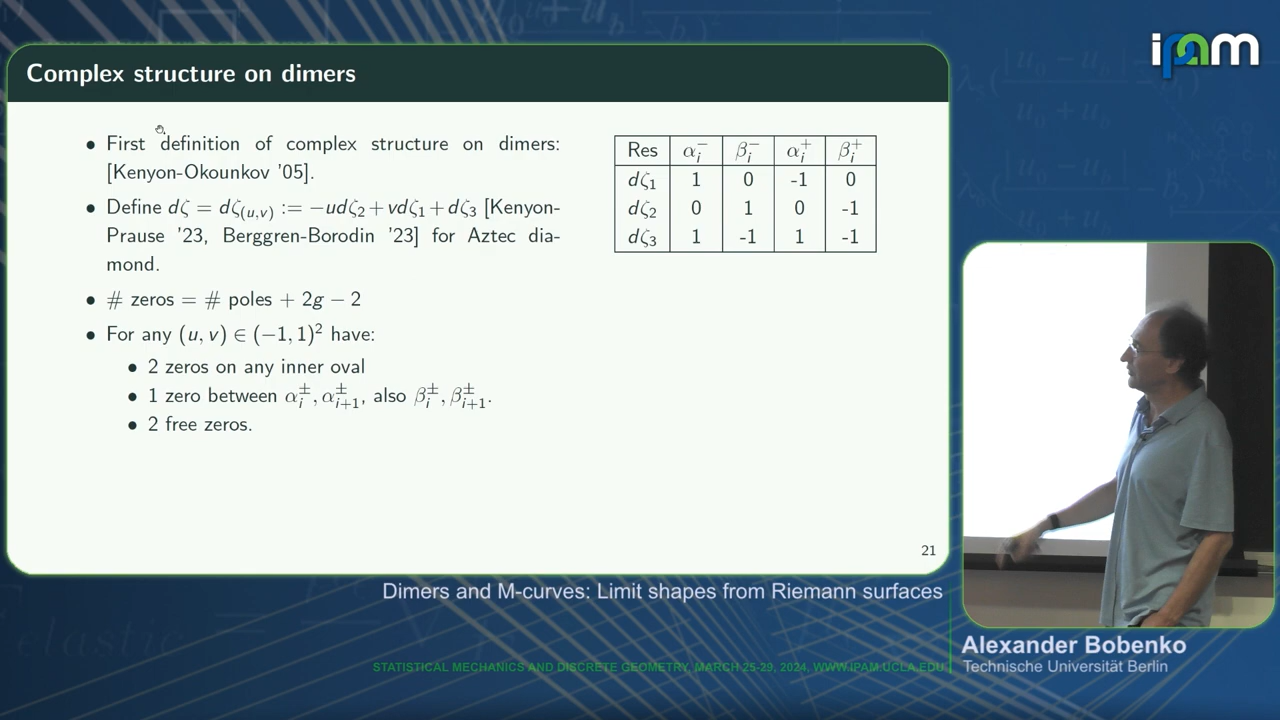 Complex structure on dimers
• First definition of complex structure on dimers:
[Kenyon-Okounkov '05].
• Define dζ = dζ₍ᵤ,ᵥ₎ := −udζ₂ + vdζ₁ + dζ₃ [Kenyon-
Prause '23, Berggren-Borodin '23] for Aztec dia-
mond.
• # zeros = # poles + 2g − 2
• For any (u, v) ∈ (−1, 1)² have:
• 2 zeros on any inner oval
• 1 zero between αᵢ±, αᵢ₊₁±, also βᵢ±, βᵢ₊₁±.
• 2 free zeros.
Res αᵢ⁻ βᵢ⁻ αᵢ⁺ βᵢ⁺
dζ₁ 1 0 -1 0
dζ₂ 0 1 0 -1
dζ₃ 1 -1 1 -1
21
ipam
Dimers and M-curves: Limit shapes from Riemann surfaces
Alexander Bobenko
Technische Universität Berlin
STATISTICAL MECHANICS AND DISCRETE GEOMETRY, MARCH 25-29, 2024, WWW.IPAM.UCLA.EDU
elastic